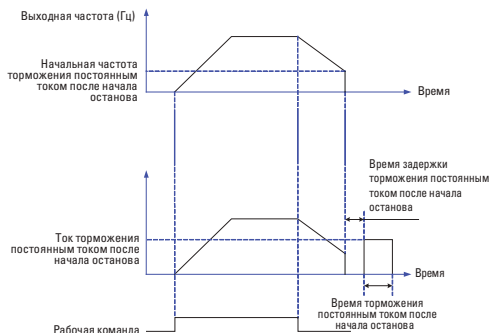 Выходная частота (Гц)
Начальная частота
торможения постоянным
током после начала
останова
Время
Время задержки
торможения постоянным
током после начала
останова
Ток торможения
постоянным током после
начала останова
Время
Время торможения
постоянным током после
начала останова
Рабочая команда